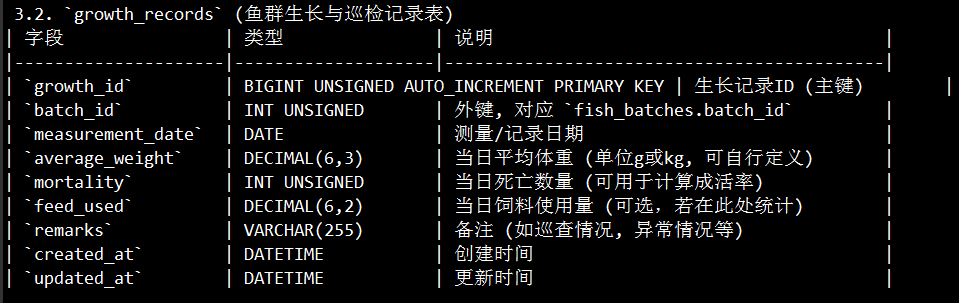 3.2. `growth_records` (鱼群生长与巡检记录表)
| 字段 | 类型 | 说明 |
|---------------------|--------------------|--------------------------------------------|
| `growth_id` | BIGINT UNSIGNED AUTO_INCREMENT PRIMARY KEY | 生长记录ID (主键) |
| `batch_id` | INT UNSIGNED | 外键, 对应 `fish_batches.batch_id` |
| `measurement_date` | DATE | 测量/记录日期 |
| `average_weight` | DECIMAL(6,3) | 当日平均体重 (单位g或kg, 可自行定义) |
| `mortality` | INT UNSIGNED | 当日死亡数量 (可用于计算成活率) |
| `feed_used` | DECIMAL(6,2) | 当日饲料使用量 (可选, 若在此处统计) |
| `remarks` | VARCHAR(255) | 备注 (如巡查情况, 异常情况等) |
| `created_at` | DATETIME | 创建时间 |
| `updated_at` | DATETIME | 更新时间 |